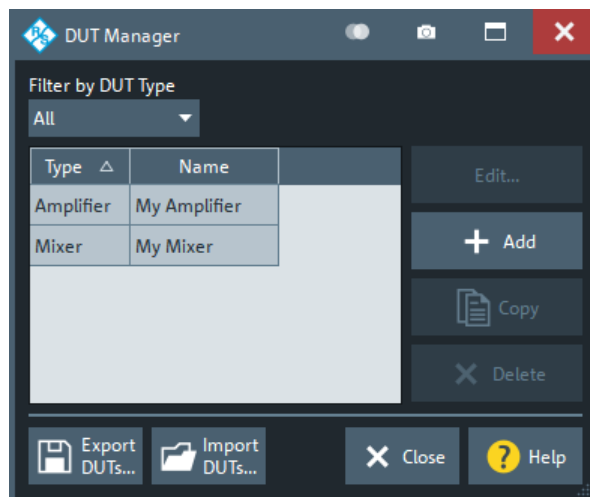 R&S DUT Manager
Filter by DUT Type
All
Type Name
Amplifier My Amplifier
Mixer My Mixer
Edit...
Add
Copy
Delete
Export
DUTs...
Import
DUTs...
Close
? Help